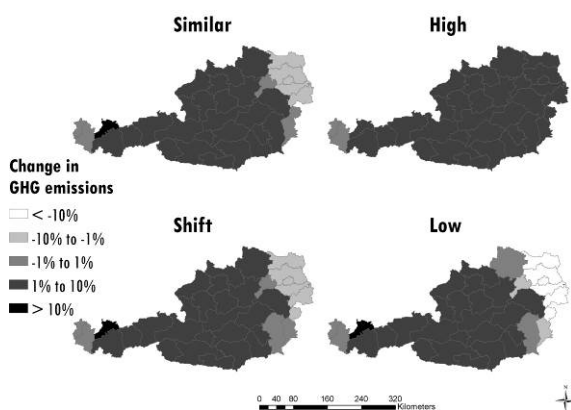 Similar
High
Change in
GHG emissions
< -10%
-10% to -1%
-1% to 1%
1% to 10%
> 10%
Shift
Low
0 40 80 160 240 320
Kilometers